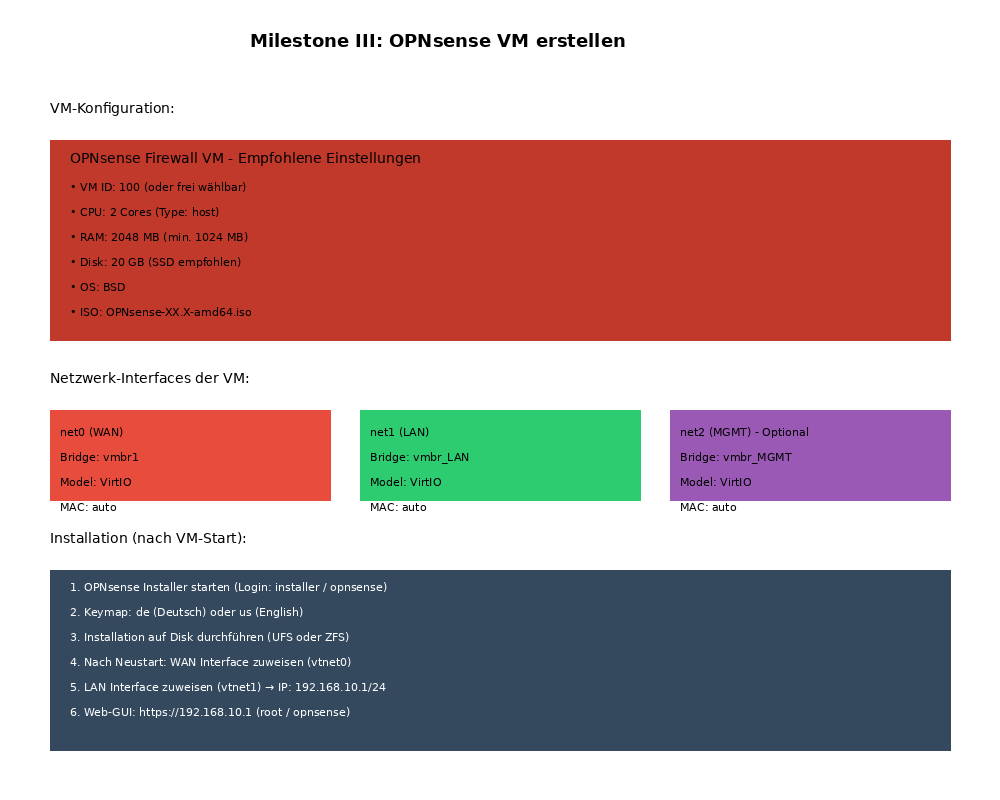 Milestone III: OPNsense VM erstellen
VM-Konfiguration:
OPNsense Firewall VM - Empfohlene Einstellungen
• VM ID: 100 (oder frei wählbar)
• CPU: 2 Cores (Type: host)
• RAM: 2048 MB (min. 1024 MB)
• Disk: 20 GB (SSD empfohlen)
• OS: BSD
• ISO: OPNsense-XX.X-amd64.iso
Netzwerk-Interfaces der VM:
net0 (WAN)
Bridge: vmbr1
Model: VirtIO
MAC: auto
net1 (LAN)
Bridge: vmbr_LAN
Model: VirtIO
MAC: auto
net2 (MGMT) - Optional
Bridge: vmbr_MGMT
Model: VirtIO
MAC: auto
Installation (nach VM-Start):
1. OPNsense Installer starten (Login: installer / opnsense)
2. Keymap: de (Deutsch) oder us (English)
3. Installation auf Disk durchführen (UFS oder ZFS)
4. Nach Neustart: WAN Interface zuweisen (vtnet0)
5. LAN Interface zuweisen (vtnet1) → IP: 192.168.10.1/24
6. Web-GUI: https://192.168.10.1 (root / opnsense)